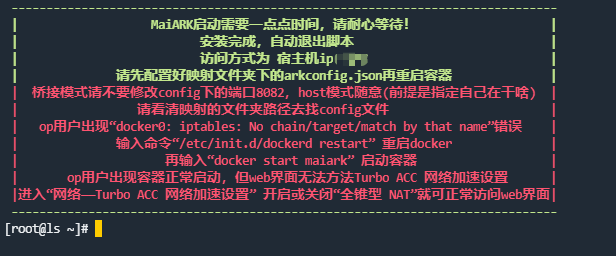 MaiARK启动需要一点点时间，请耐心等待！
安装完成，自动退出脚本
访问方式为 宿主机ip
请先配置好映射文件夹下的arkconfig.json再重启容器
桥接模式请不要修改config下的端口8082, host模式随意(前提是指定自己在干啥)
请看清映射的文件夹路径去找config文件
op用户出现“docker0: iptables: No chain/target/match by that name”错误
输入命令“/etc/init.d/dockerd restart” 重启docker
再输入“docker start maiark” 启动容器
op用户出现容器正常启动，但web界面无法方法Turbo ACC 网络加速设置
进入“网络——Turbo ACC 网络加速设置” 开启或关闭“全锥型 NAT”就可正常访问web界面
[root@ls ~]#